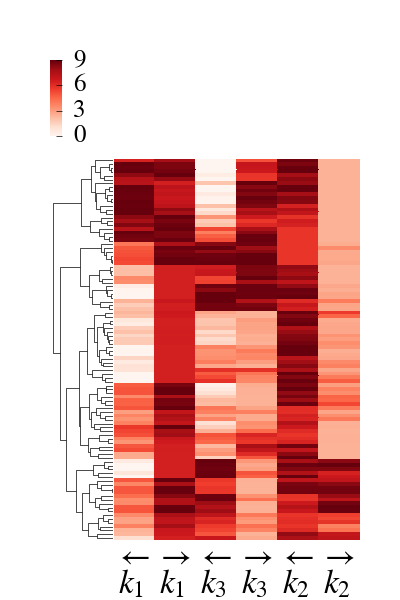 9
6
3
0
← → ← → ← →
k₁ k₁ k₃ k₃ k₂ k₂